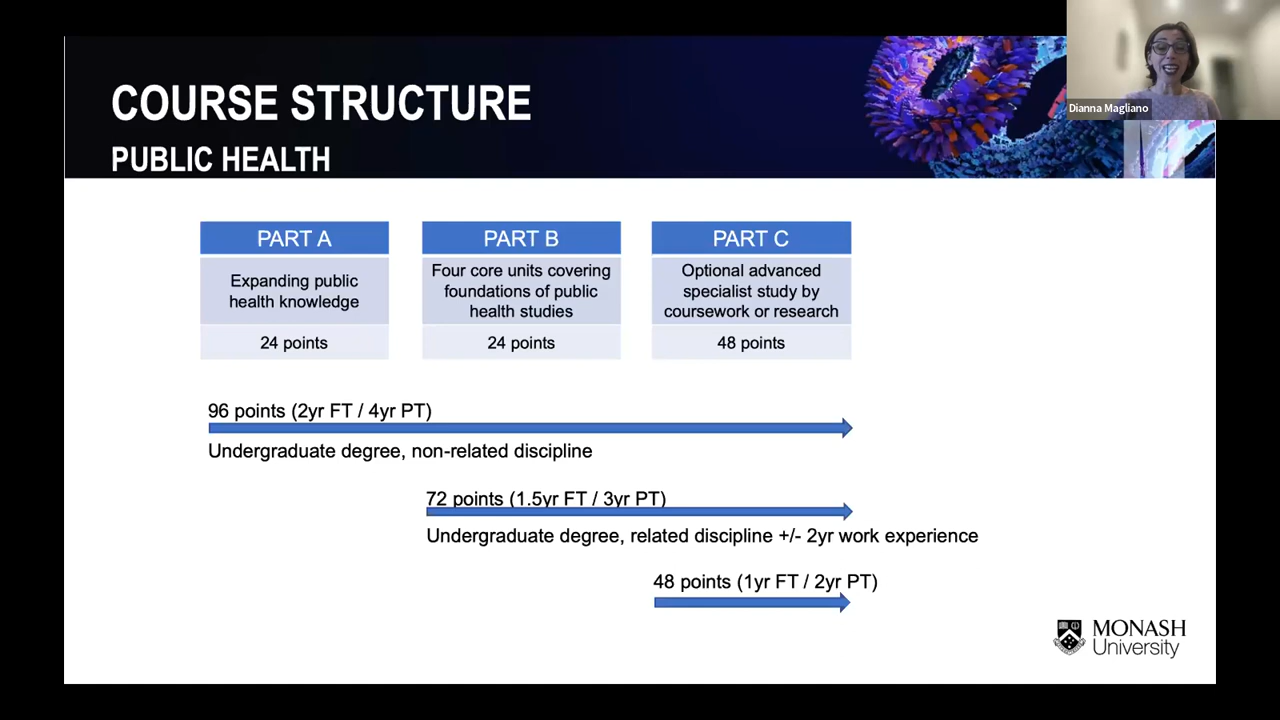 COURSE STRUCTURE
PUBLIC HEALTH
Dianna Magliano
PART A
Expanding public
health knowledge
24 points
PART B
Four core units covering
foundations of public
health studies
24 points
PART C
Optional advanced
specialist study by
coursework or research
48 points
96 points (2yr FT / 4yr PT)
Undergraduate degree, non-related discipline
72 points (1.5yr FT / 3yr PT)
Undergraduate degree, related discipline +/- 2yr work experience
48 points (1yr FT / 2yr PT)
MONASH
University